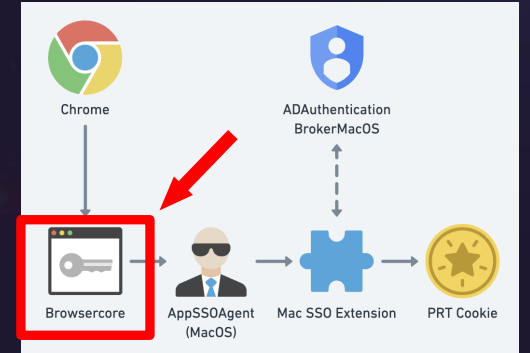 Chrome
ADAuthentication
BrokerMacOS
Browsercore
AppSSOAgent
(MacOS)
Mac SSO Extension
PRT Cookie